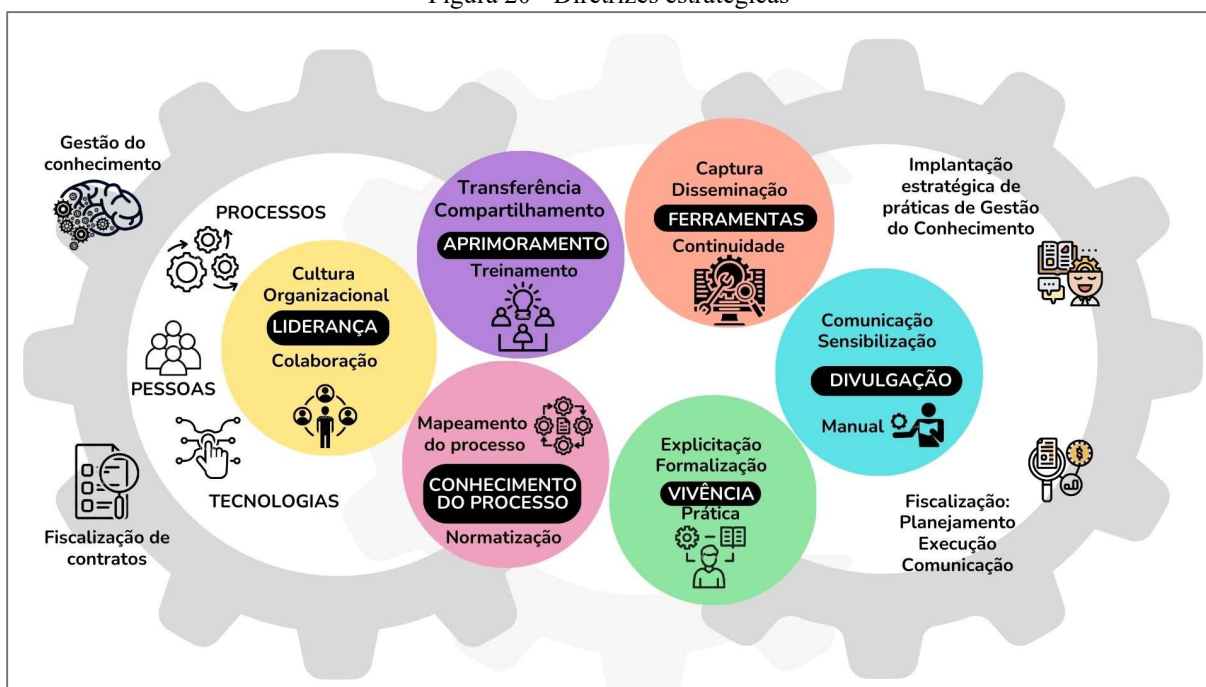 Figura 20 - Diretrizes estratégicas
Gestão do
conhecimento
PROCESSOS
PESSOAS
TECNOLOGIAS
Fiscalização de
contratos
Cultura
Organizacional
LIDERANÇA
Colaboração
Transferência
Compartilhamento
APRIMORAMENTO
Treinamento
Mapeamento
do processo
CONHECIMENTO
DO PROCESSO
Normatização
Captura
Disseminação
FERRAMENTAS
Continuidade
Explicitação
Formalização
VIVÊNCIA
Prática
Comunicação
Sensibilização
DIVULGAÇÃO
Manual
Implantação
estratégica de
práticas de Gestão
do Conhecimento
Fiscalização:
Planejamento
Execução
Comunicação